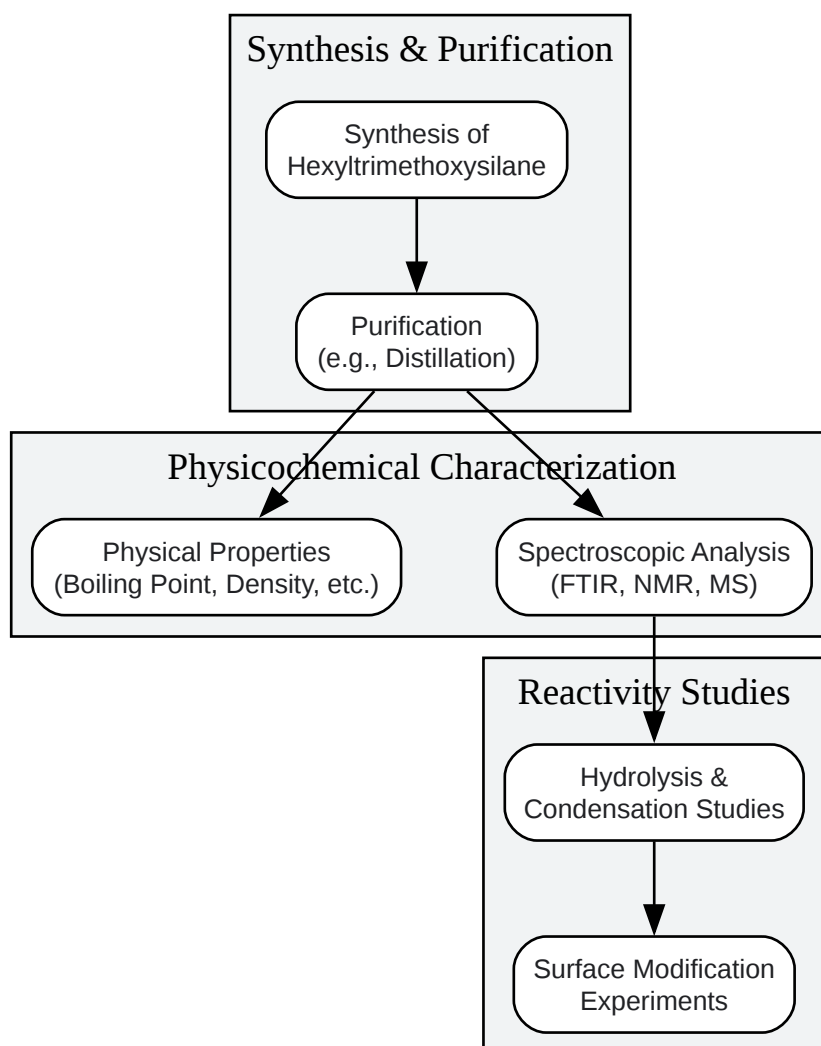 Synthesis & Purification
Synthesis of
Hexyltrimethoxysilane
Purification
(e.g., Distillation)
Physicochemical Characterization
Physical Properties
(Boiling Point, Density, etc.)
Spectroscopic Analysis
(FTIR, NMR, MS)
Reactivity Studies
Hydrolysis &
Condensation Studies
Surface Modification
Experiments